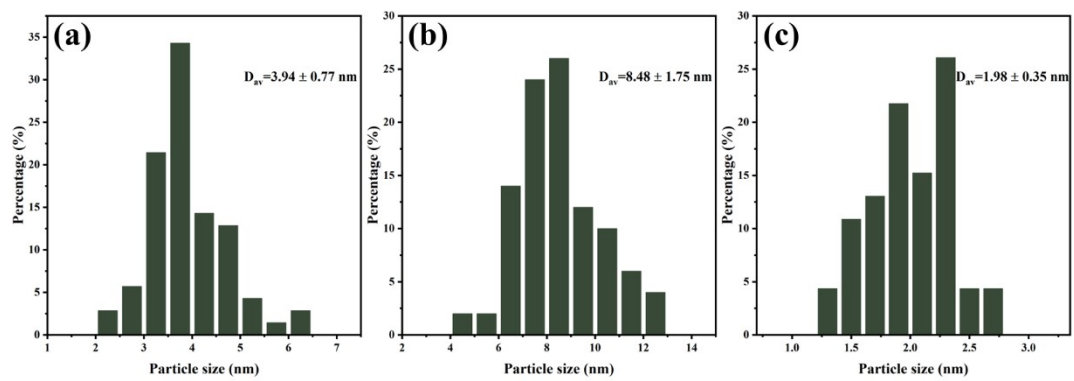 (a)
D_av=3.94 ± 0.77 nm
Percentage (%)
35
30
25
20
15
10
5
0
1 2 3 4 5 6 7
Particle size (nm)
(b)
D_av=8.48 ± 1.75 nm
Percentage (%)
30
25
20
15
10
5
0
2 4 6 8 10 12 14
Particle size (nm)
(c)
D_av=1.98 ± 0.35 nm
Percentage (%)
30
25
20
15
10
5
0
1.0 1.5 2.0 2.5 3.0
Particle size (nm)